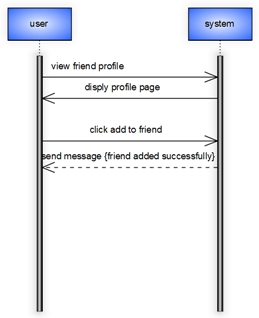 user
system
view friend profile
disply profile page
click add to friend
send message {friend added successfully}